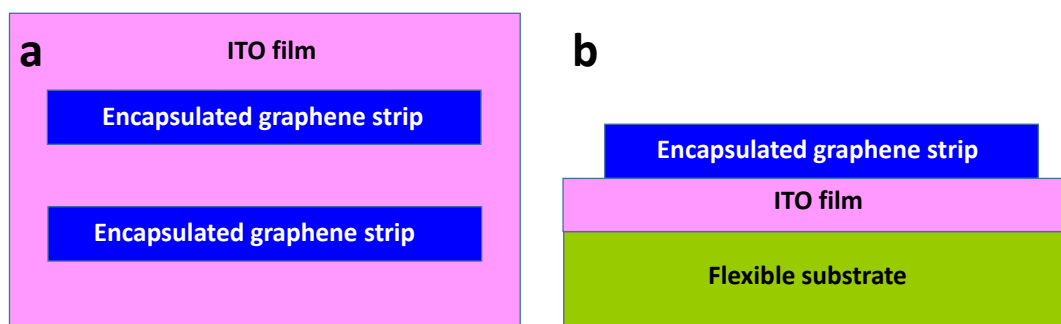 a
ITO film
Encapsulated graphene strip
Encapsulated graphene strip
b
Encapsulated graphene strip
ITO film
Flexible substrate